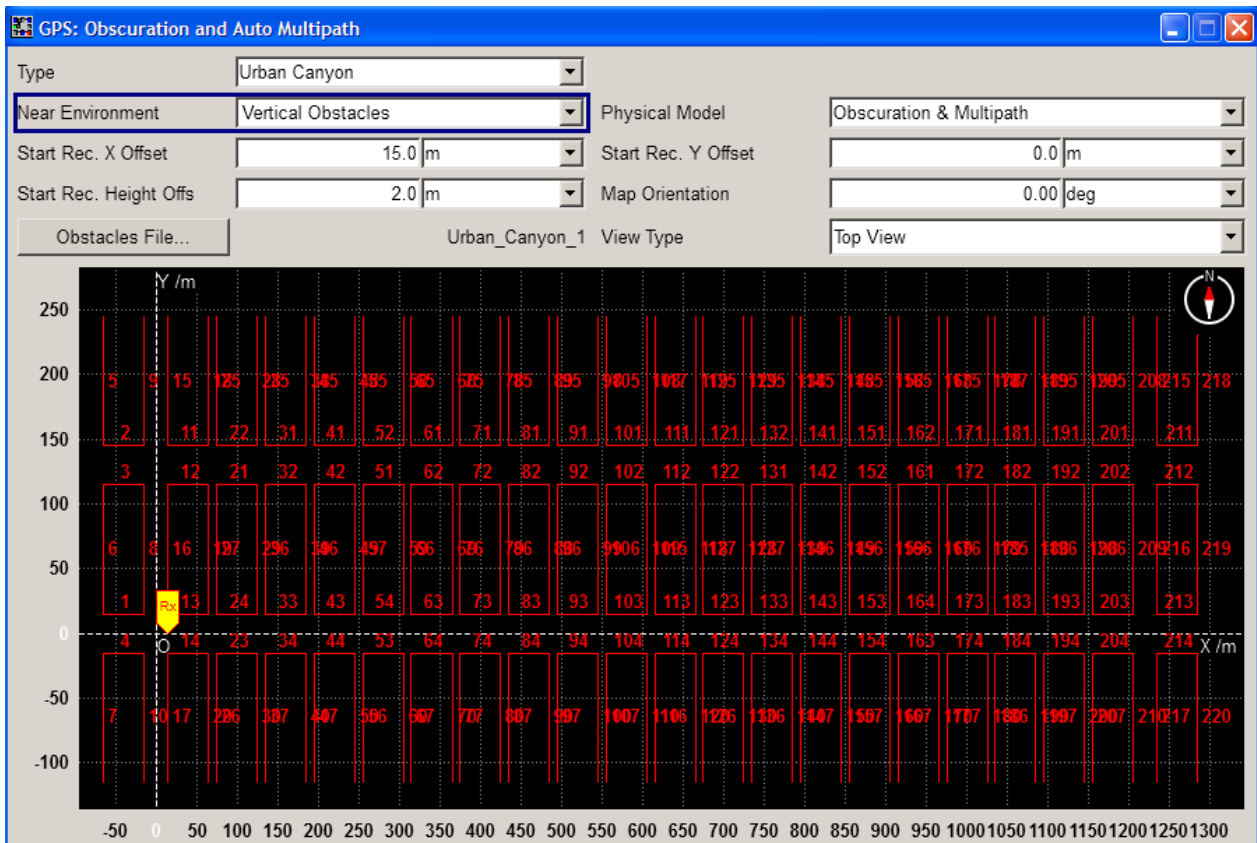 GPS: Obscuration and Auto Multipath
Type Urban Canyon
Near Environment Vertical Obstacles Physical Model Obscuration & Multipath
Start Rec. X Offset 15.0 m Start Rec. Y Offset 0.0 m
Start Rec. Height Offs 2.0 m Map Orientation 0.00 deg
Obstacles File... Urban_Canyon_1 View Type Top View
Y /m N
250
200 5 9 15 218
150 2 11 22 31 41 52 61 71 81 91 101 111 121 132 141 151 162 171 181 191 201 211
3 12 21 32 42 51 62 72 82 92 102 112 122 131 142 152 161 172 182 192 202 212
100
6 8 16 219
50
1 Rx 13 24 33 43 54 63 73 83 93 103 113 123 133 143 153 164 173 183 193 203 213
0
4 O 14 23 34 44 53 64 74 84 94 104 114 124 134 144 154 163 174 184 194 204 214 X /m
-50
7 10 17 220
-100
-50 0 50 100 150 200 250 300 350 400 450 500 550 600 650 700 750 800 850 900 950 1000 1050 1100 1150 1200 1250 1300